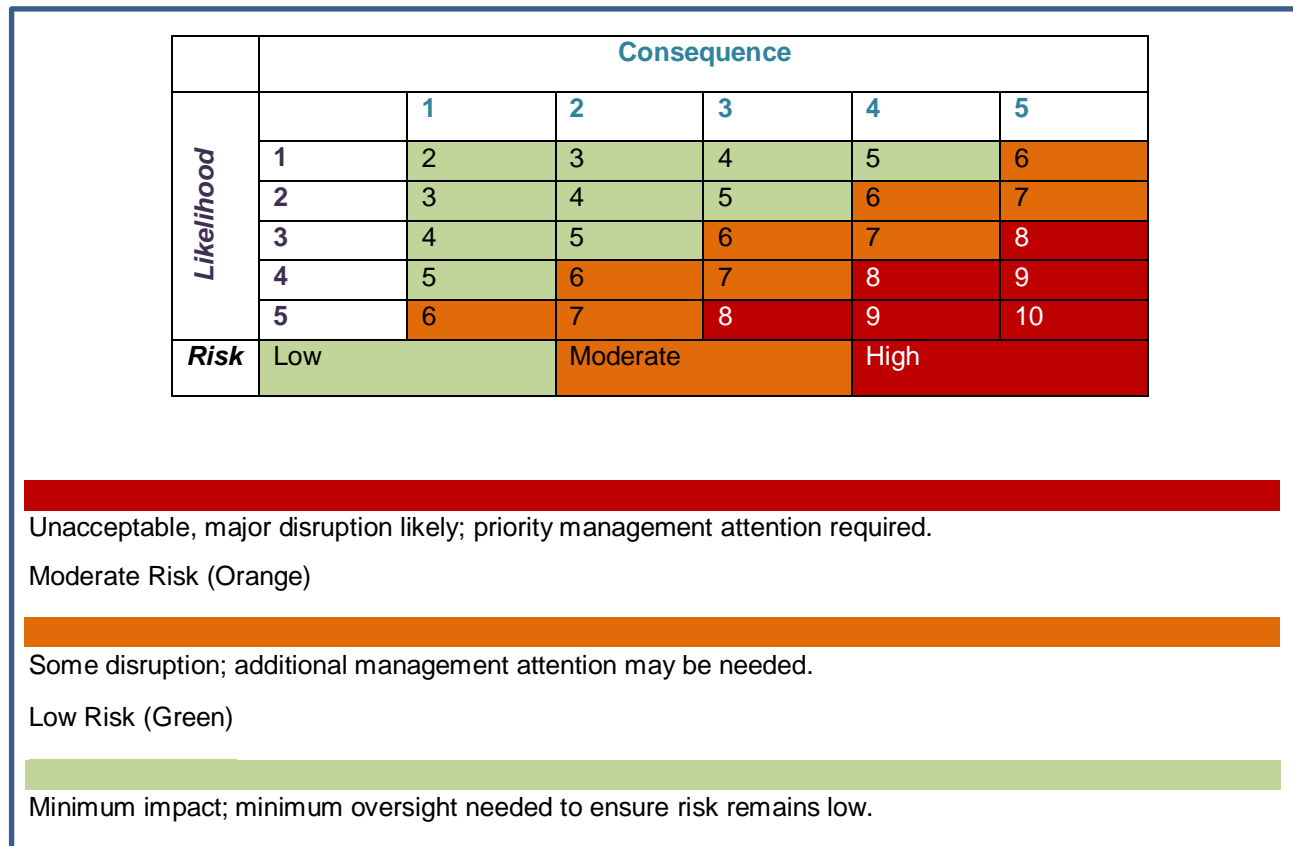 Consequence
Likelihood
1 2 3 4 5
1 2 3 4 5 6
2 3 4 5 6 7
3 4 5 6 7 8
4 5 6 7 8 9
5 6 7 8 9 10
Risk Low Moderate High
Unacceptable, major disruption likely; priority management attention required.
Moderate Risk (Orange)
Some disruption; additional management attention may be needed.
Low Risk (Green)
Minimum impact; minimum oversight needed to ensure risk remains low.